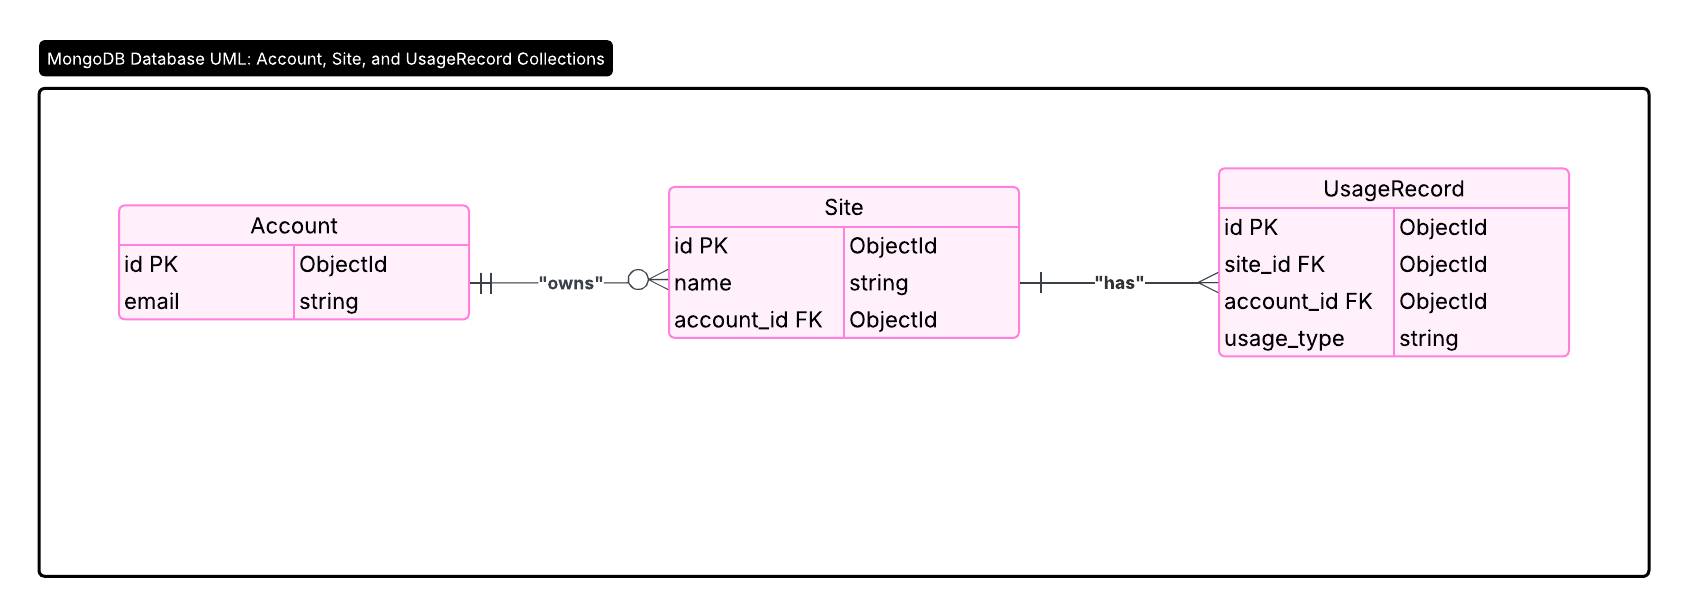 MongoDB Database UML: Account, Site, and UsageRecord Collections
Account
id PK ObjectId
email string
"owns"
Site
id PK ObjectId
name string
account_id FK ObjectId
"has"
UsageRecord
id PK ObjectId
site_id FK ObjectId
account_id FK ObjectId
usage_type string